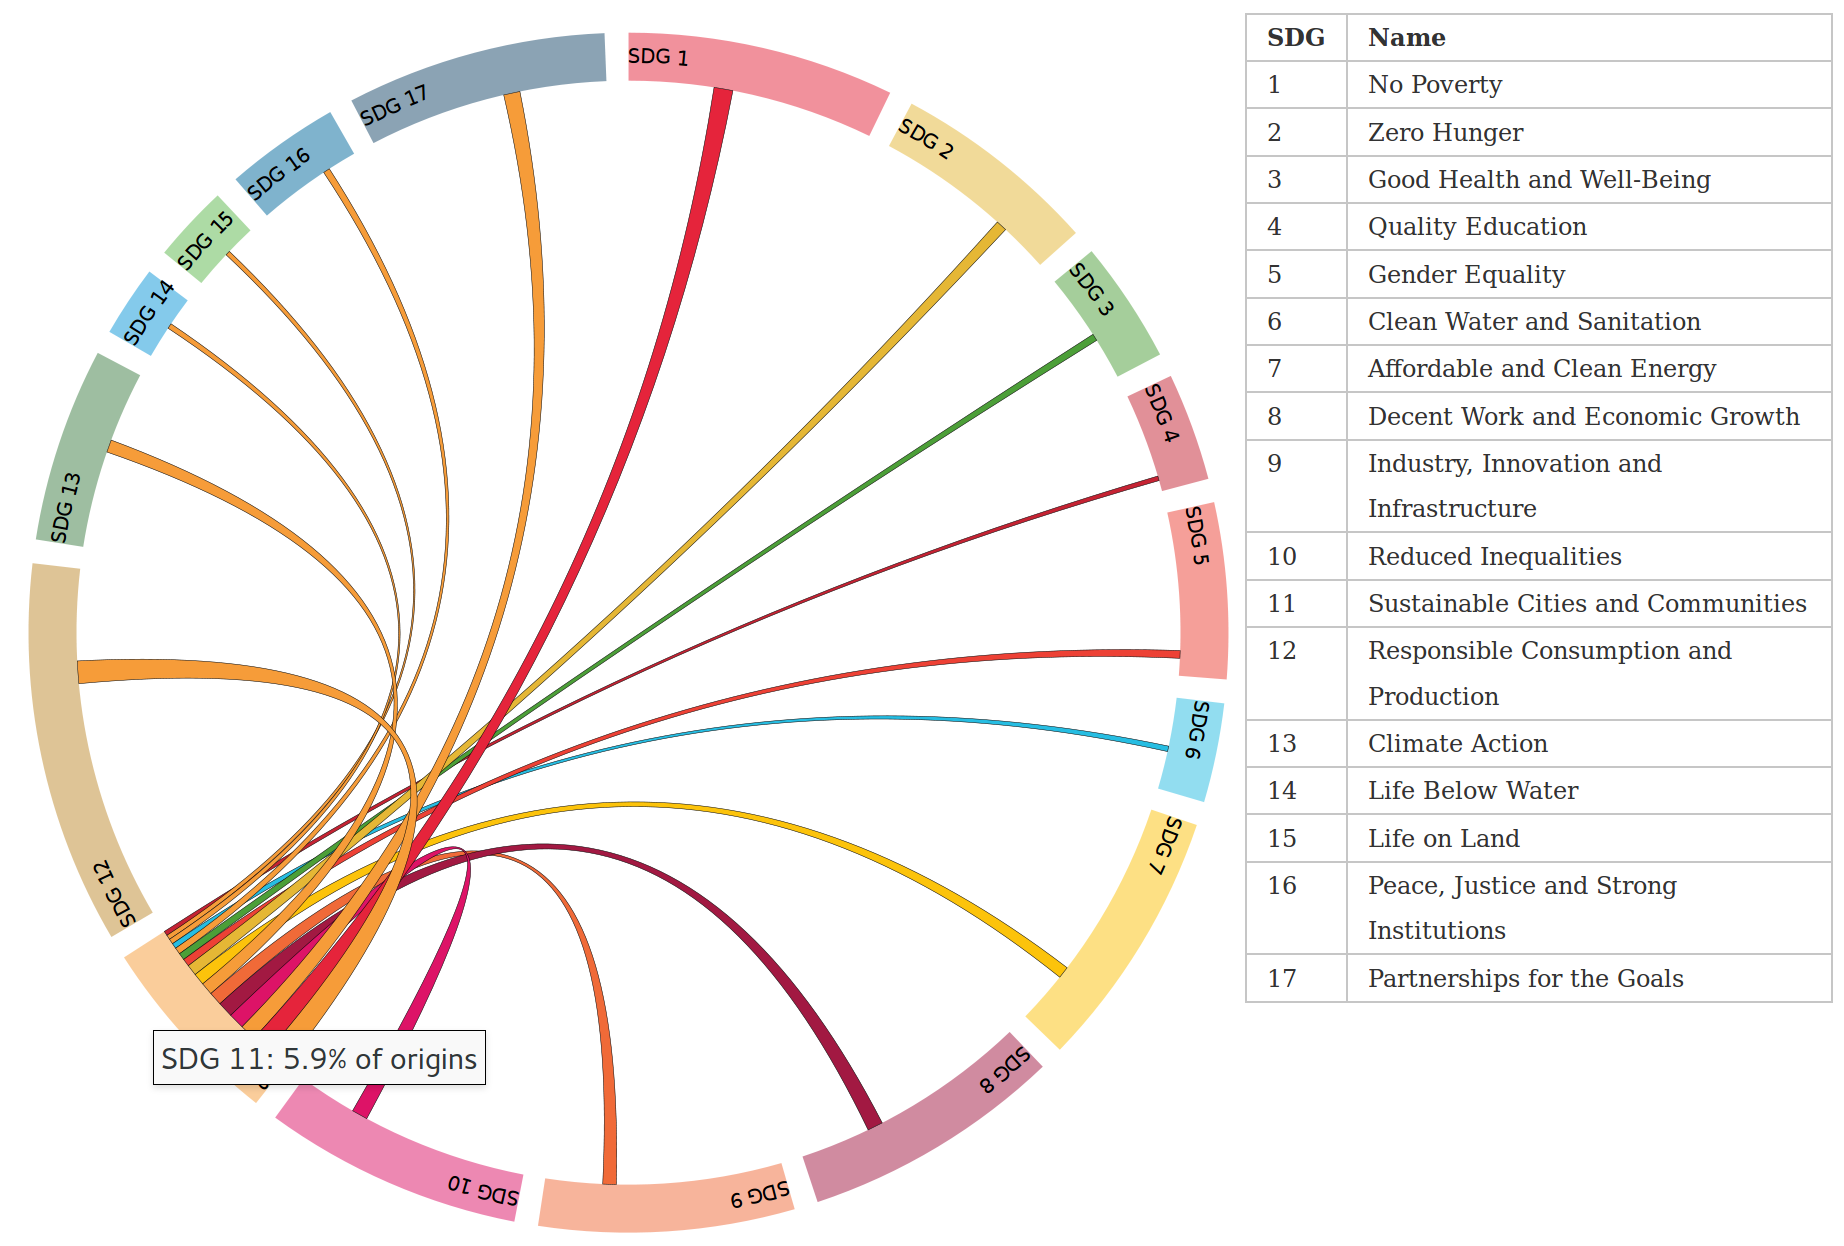 SDG 1
SDG 2
SDG 3
SDG 4
SDG 5
SDG 6
SDG 7
SDG 8
SDG 9
SDG 10
SDG 11: 5.9% of origins
SDG 12
SDG 13
SDG 14
SDG 15
SDG 16
SDG 17
SDG Name
1 No Poverty
2 Zero Hunger
3 Good Health and Well-Being
4 Quality Education
5 Gender Equality
6 Clean Water and Sanitation
7 Affordable and Clean Energy
8 Decent Work and Economic Growth
9 Industry, Innovation and
Infrastructure
10 Reduced Inequalities
11 Sustainable Cities and Communities
12 Responsible Consumption and
Production
13 Climate Action
14 Life Below Water
15 Life on Land
16 Peace, Justice and Strong
Institutions
17 Partnerships for the Goals